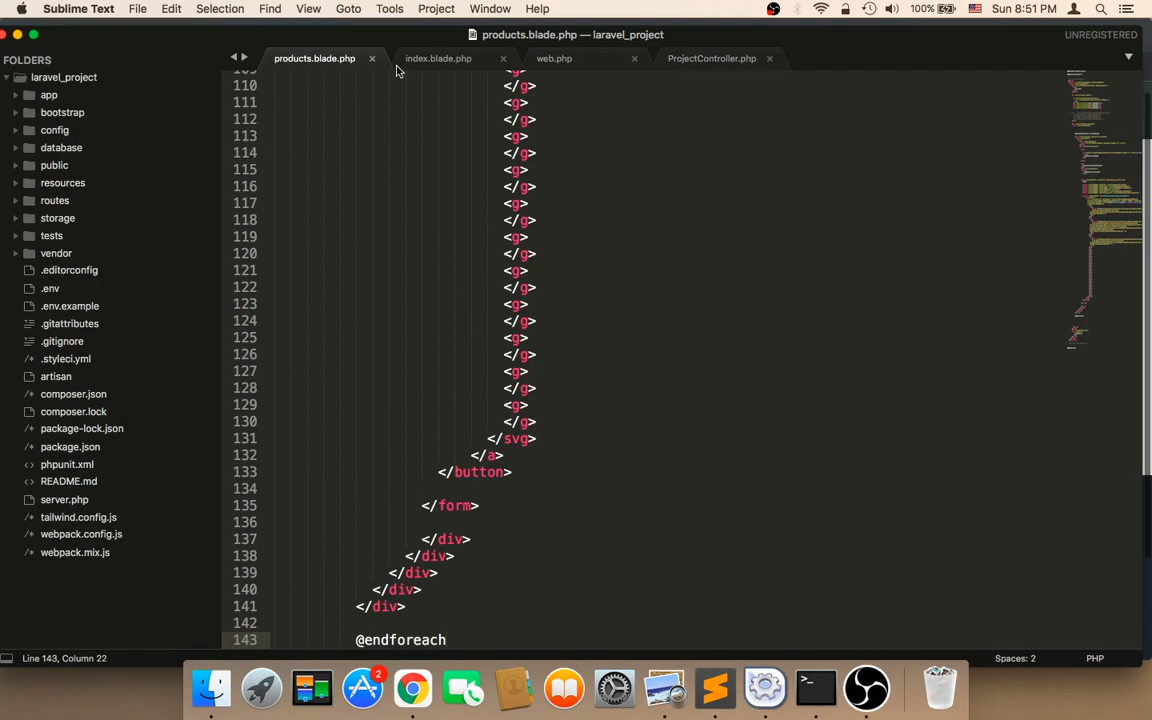 Sublime Text File Edit Selection Find View Goto Tools Project Window Help 100% Sun 8:51 PM
products.blade.php — laravel_project UNREGISTERED
products.blade.php index.blade.php web.php ProjectController.php
FOLDERS
laravel_project
app
bootstrap
config
database
public
resources
routes
storage
tests
vendor
.editorconfig
.env
.env.example
.gitattributes
.gitignore
.styleci.yml
artisan
composer.json
composer.lock
package-lock.json
package.json
phpunit.xml
README.md
server.php
tailwind.config.js
webpack.config.js
webpack.mix.js
109 <g>
110 </g>
111 <g>
112 </g>
113 <g>
114 </g>
115 <g>
116 </g>
117 <g>
118 </g>
119 <g>
120 </g>
121 <g>
122 </g>
123 <g>
124 </g>
125 <g>
126 </g>
127 <g>
128 </g>
129 <g>
130 </g>
131 </svg>
132 </a>
133 </button>
134
135 </form>
136
137 </div>
138 </div>
139 </div>
140 </div>
141 </div>
142
143 @endforeach
Line 143, Column 22 Spaces: 2 PHP
2